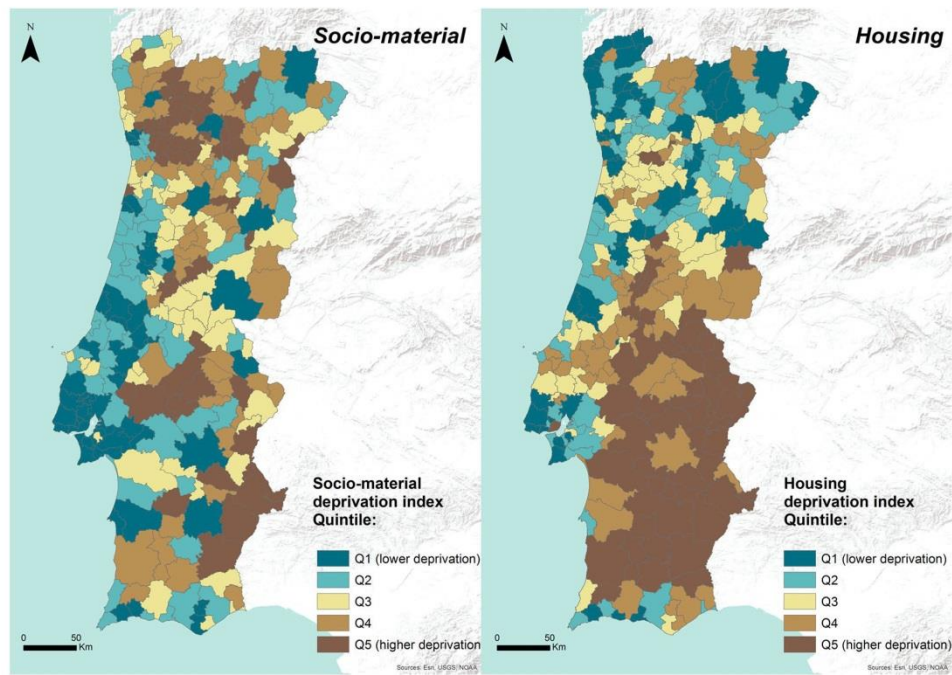 N
Socio-material
Socio-material
deprivation index
Quintile:
Q1 (lower deprivation)
Q2
Q3
Q4
Q5 (higher deprivation)
0
50
Km
Sources: Esri, USGS, NOAA
N
Housing
Housing
deprivation index
Quintile:
Q1 (lower deprivation)
Q2
Q3
Q4
Q5 (higher deprivation)
0
50
Km
Sources: Esri, USGS, NOAA